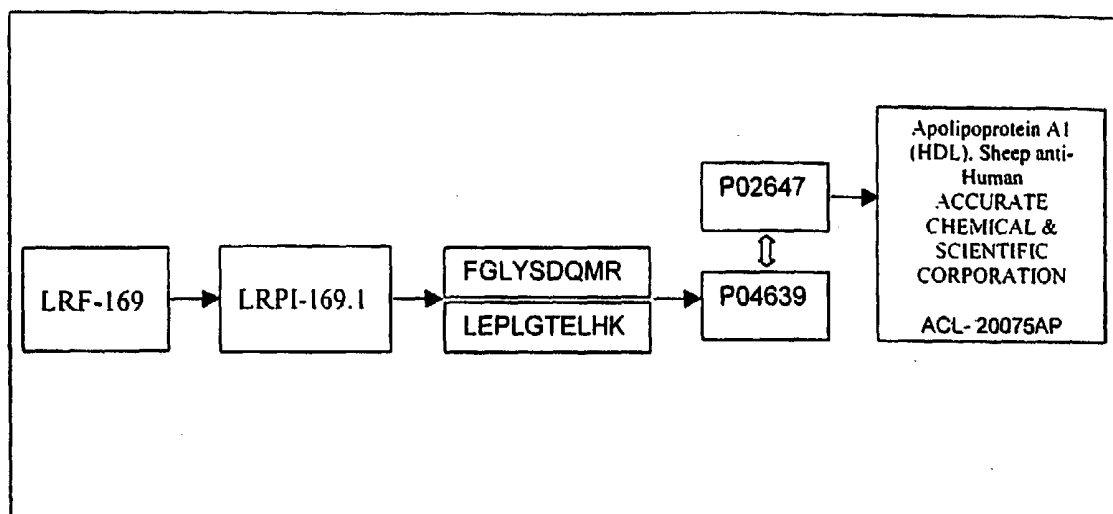 LRF-169
LRPI-169.1
FGLYSDQMR
LEPLGTELHK
P02647
P04639
Apolipoprotein A1
(HDL). Sheep anti-
Human
ACCURATE
CHEMICAL &
SCIENTIFIC
CORPORATION
ACL- 20075AP